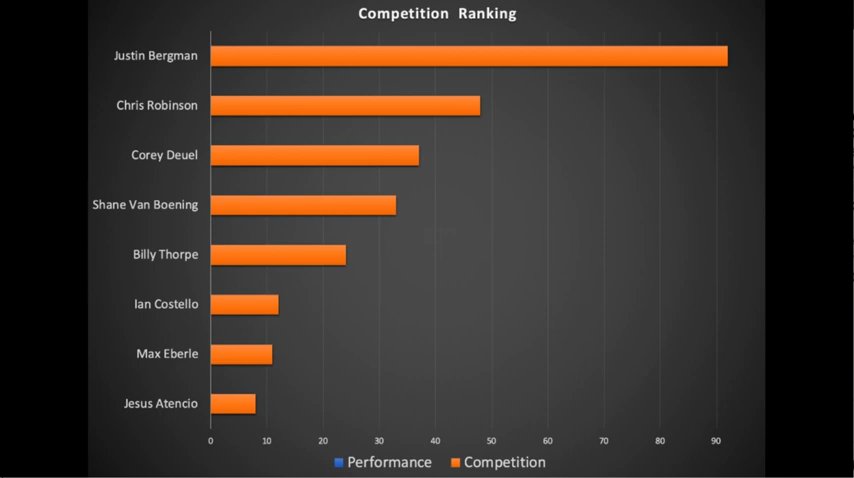 Competition Ranking
Justin Bergman
Chris Robinson
Corey Deuel
Shane Van Boening
Billy Thorpe
Ian Costello
Max Eberle
Jesus Atencio
0 10 20 30 40 50 60 70 80 90
Performance Competition